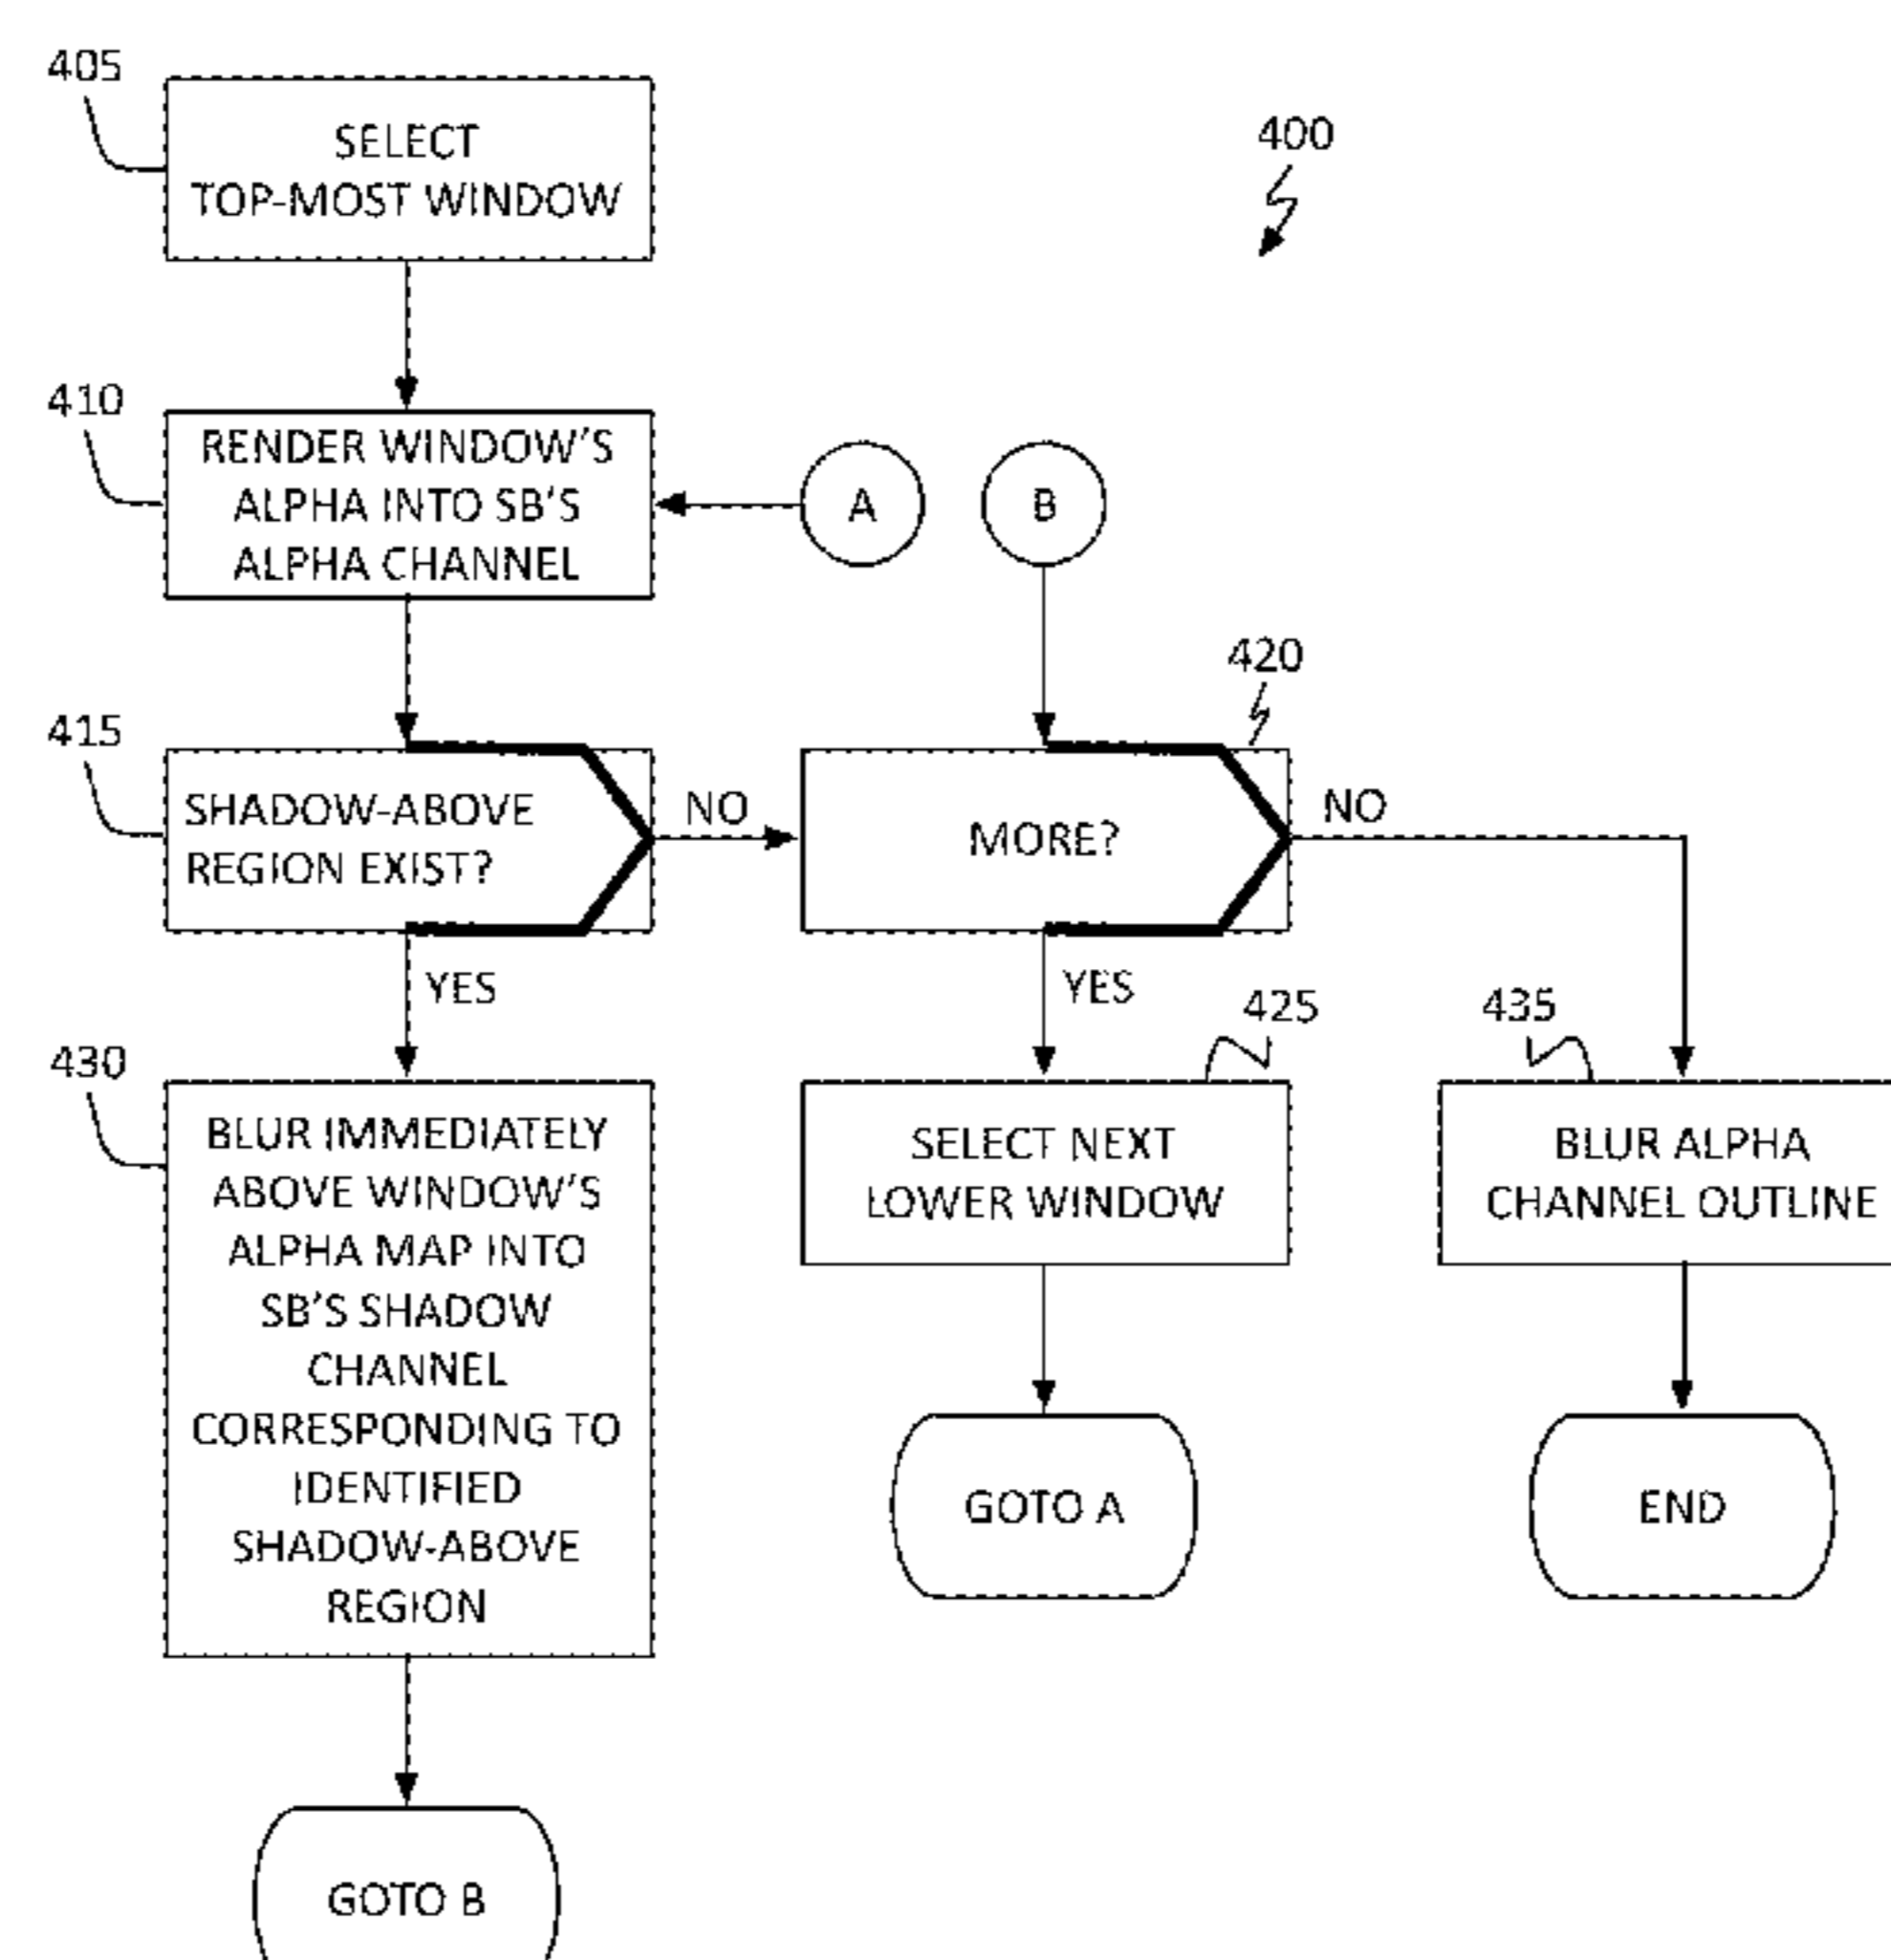 405
SELECT
TOP-MOST WINDOW
400
410
RENDER WINDOW'S
ALPHA INTO SB'S
ALPHA CHANNEL
A
B
415
SHADOW-ABOVE
REGION EXIST?
NO
420
MORE?
NO
YES
YES
430
BLUR IMMEDIATELY
ABOVE WINDOW'S
ALPHA MAP INTO
SB'S SHADOW
CHANNEL
CORRESPONDING TO
IDENTIFIED
SHADOW-ABOVE
REGION
425
SELECT NEXT
LOWER WINDOW
435
BLUR ALPHA
CHANNEL OUTLINE
GOTO A
END
GOTO B